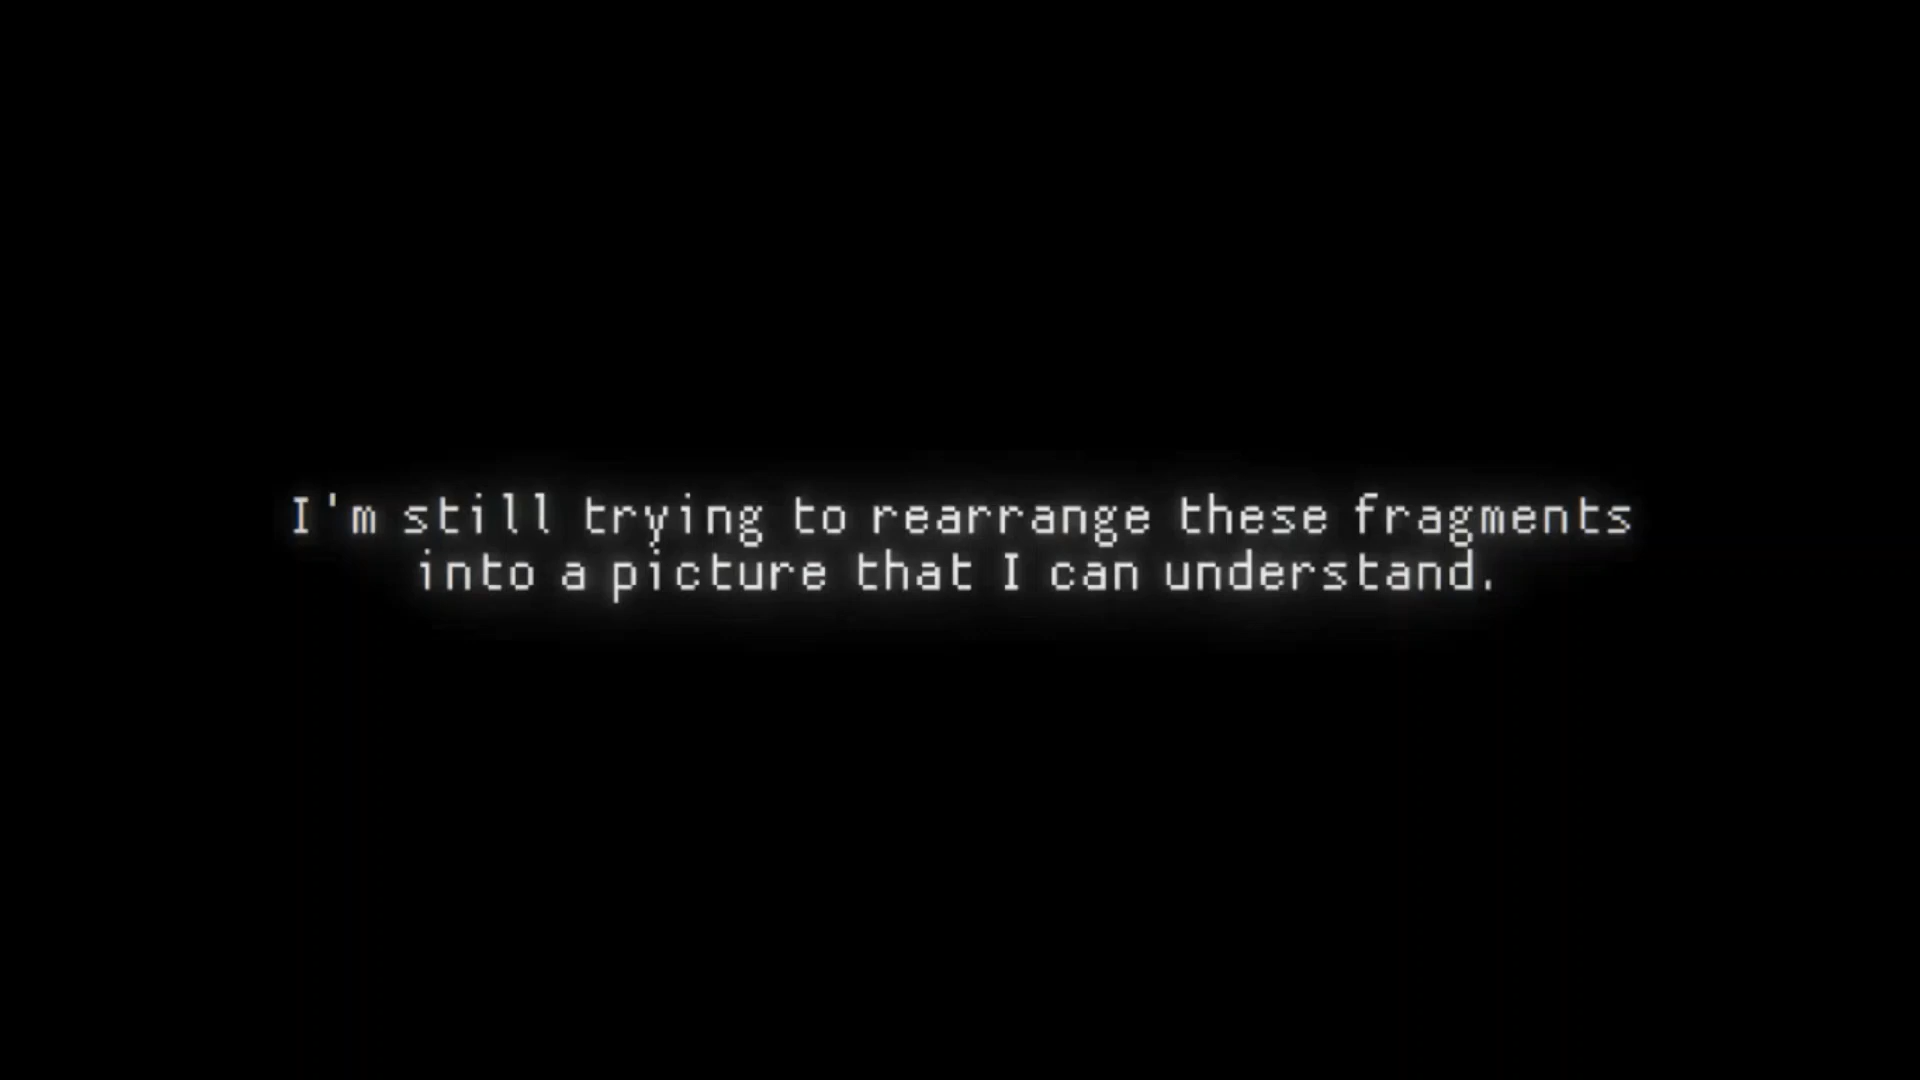 I'm still trying to rearrange these fragments
into a picture that I can understand.